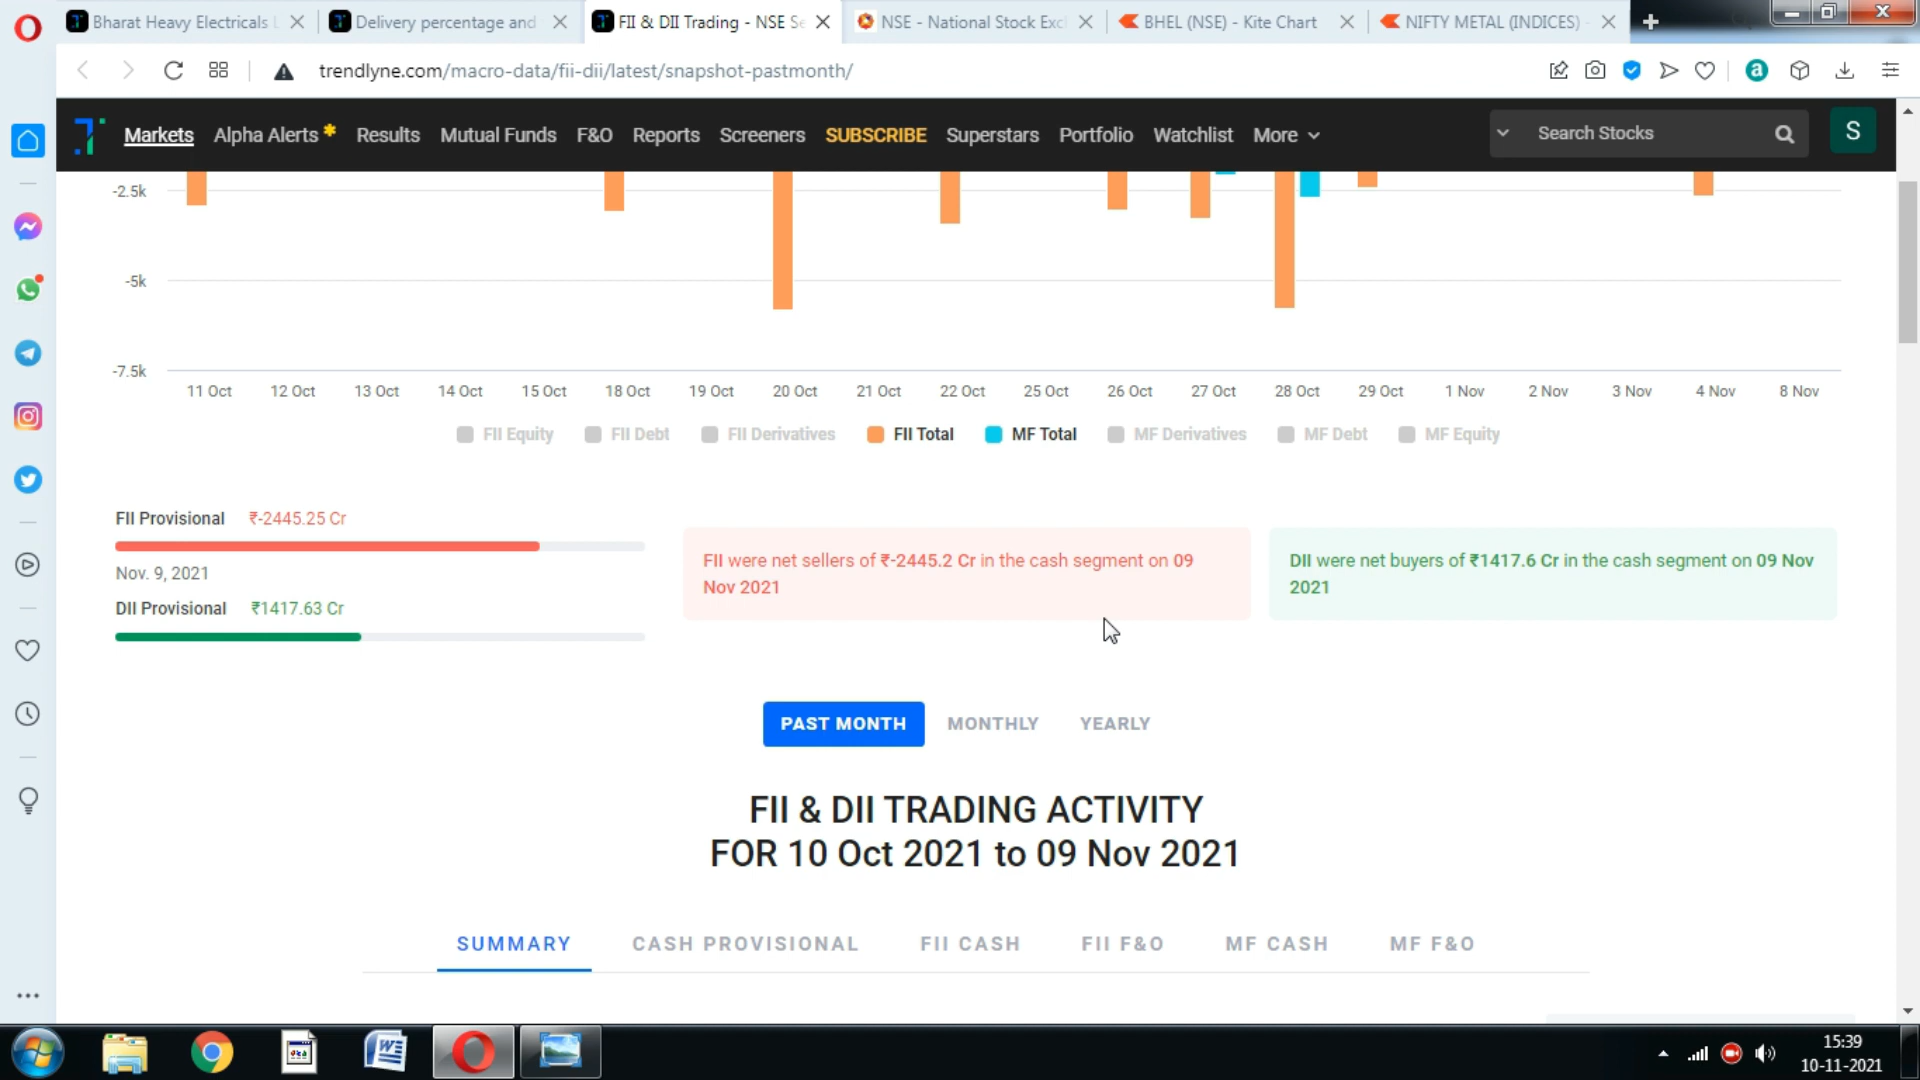 Bharat Heavy Electricals L
Delivery percentage and
FII & DII Trading - NSE Se
NSE - National Stock Excl
BHEL (NSE) - Kite Chart
NIFTY METAL (INDICES) -
trendlyne.com/macro-data/fii-dii/latest/snapshot-pastmonth/
Markets Alpha Alerts Results Mutual Funds F&O Reports Screeners SUBSCRIBE Superstars Portfolio Watchlist More Search Stocks S
-2.5k
-5k
-7.5k
11 Oct 12 Oct 13 Oct 14 Oct 15 Oct 18 Oct 19 Oct 20 Oct 21 Oct 22 Oct 25 Oct 26 Oct 27 Oct 28 Oct 29 Oct 1 Nov 2 Nov 3 Nov 4 Nov 8 Nov
FII Equity FII Debt FII Derivatives FII Total MF Total MF Derivatives MF Debt MF Equity
FII Provisional ₹-2445.25 Cr
Nov. 9, 2021
DII Provisional ₹1417.63 Cr
FII were net sellers of ₹-2445.2 Cr in the cash segment on 09
Nov 2021
DII were net buyers of ₹1417.6 Cr in the cash segment on 09 Nov
2021
PAST MONTH MONTHLY YEARLY
FII & DII TRADING ACTIVITY
FOR 10 Oct 2021 to 09 Nov 2021
SUMMARY CASH PROVISIONAL FII CASH FII F&O MF CASH MF F&O
15:39
10-11-2021